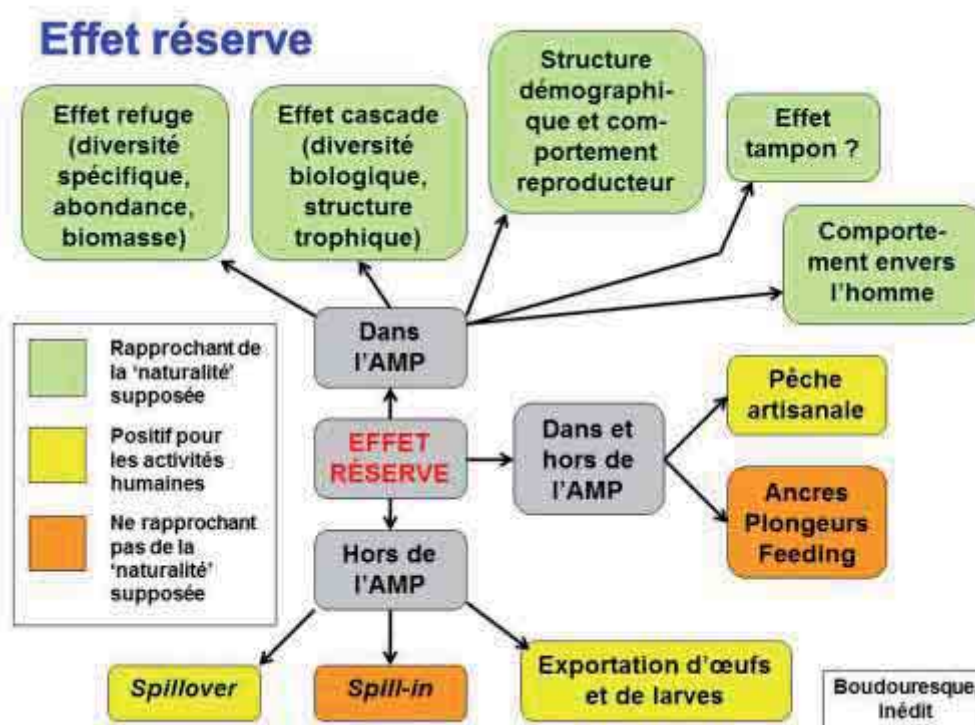 Effet réserve
Effet refuge
(diversité
spécifique,
abondance,
biomasse)
Effet cascade
(diversité
biologique,
structure
trophique)
Structure
démographi-
que et com-
portement
reproducteur
Effet
tampon ?
Comporte-
ment envers
l'homme
Dans
l'AMP
Rapprochant de
la 'naturalité'
supposée
Positif pour
les activités
humaines
Ne rapprochant
pas de la
'naturalité'
supposée
EFFET
RÉSERVE
Dans et
hors de
l'AMP
Pêche
artisanale
Ancres
Plongeurs
Feeding
Hors de
l'AMP
Spillover
Spill-in
Exportation d'œufs
et de larves
Boudouresque
inédit